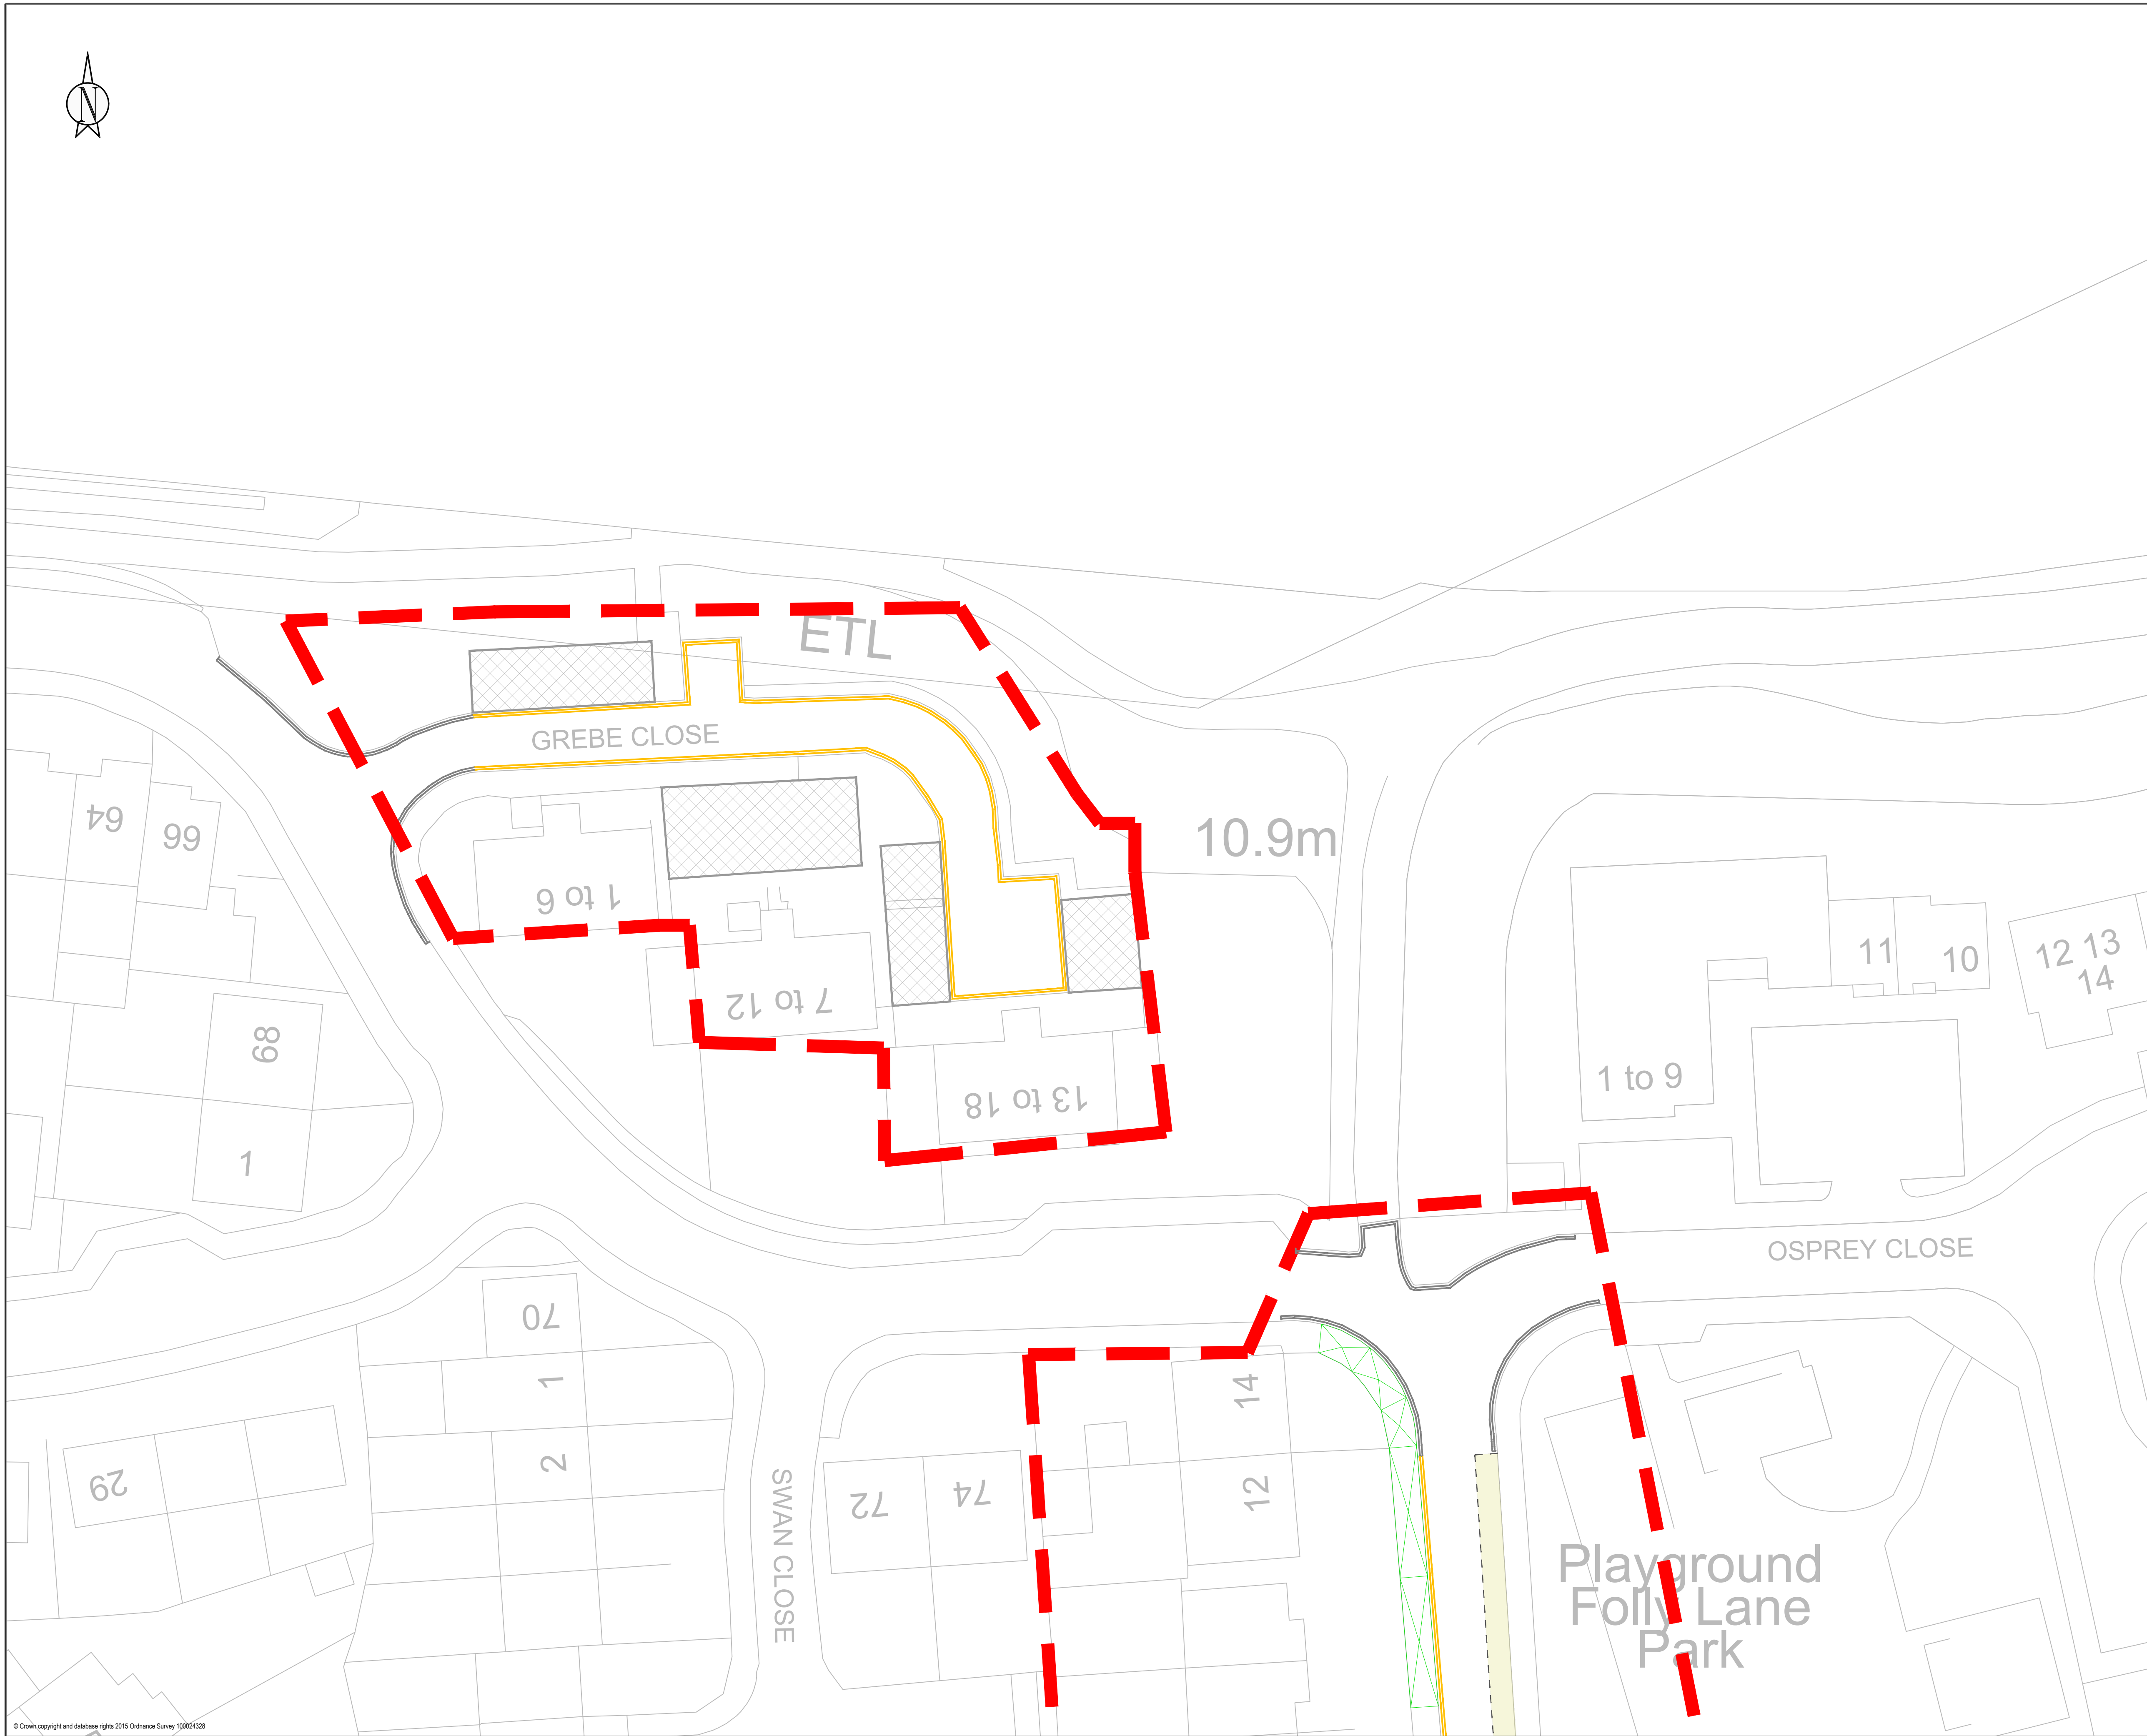 N
ETL
GREBE CLOSE
64
66
10.9m
1 to 6
11
10
12 13
14
7 to 12
68
1 to 9
13 to 18
1
OSPREY CLOSE
70
1
14
2
29
72
74
12
SWAN CLOSE
Playground
Folly Lane
Park
© Crown copyright and database rights 2015 Ordnance Survey 100024328